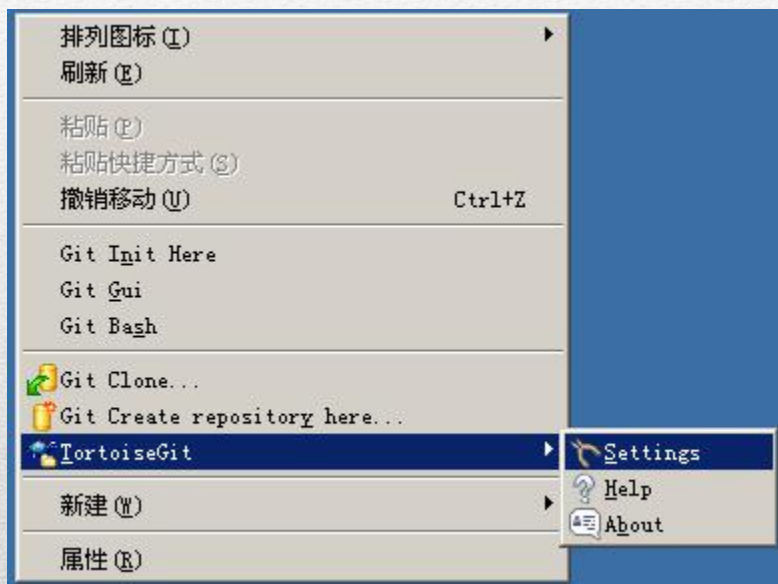 排列图标(I)
刷新(E)
粘贴(P)
粘贴快捷方式(S)
撤销移动(U) Ctrl+Z
Git Init Here
Git Gui
Git Bash
Git Clone...
Git Create repository here...
TortoiseGit
Settings
Help
About
新建(W)
属性(R)